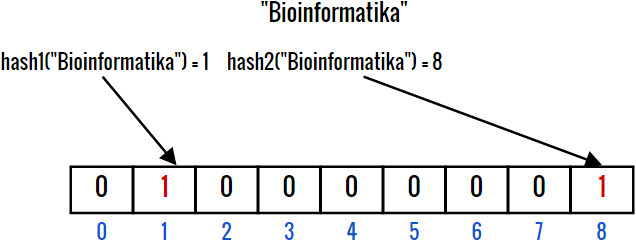 "Bioinformatika"
hash1("Bioinformatika") = 1 hash2("Bioinformatika") = 8
0 1 0 0 0 0 0 0 1
0 1 2 3 4 5 6 7 8